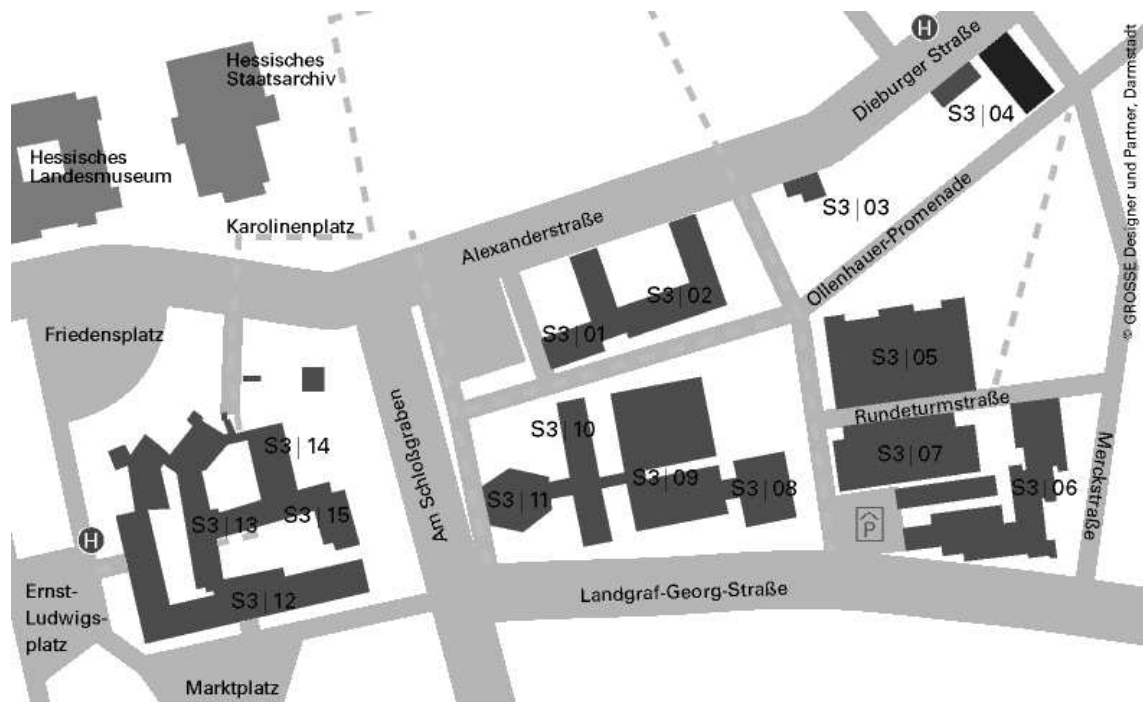 H
Hessisches
Staatsarchiv
Dieburger Straße
S3|04
Hessisches
Landesmuseum
S3|03
Karolinenplatz
Alexanderstraße
Ollenhauer-Promenade
S3|02
S3|01
Friedensplatz
S3|05
Rundeturmstraße
S3|10
S3|14
S3|07
S3|09
S3|08
S3|06
S3|11
Am Schloßgraben
Merckstraße
S3|15
S3|13
P
H
Ernst-
Ludwigs-
platz
S3|12
Landgraf-Georg-Straße
Marktplatz
© GROSSE Designer und Partner, Darmstadt